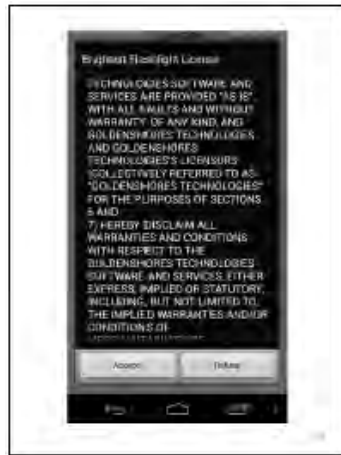 Brightest Flashlight License
TECHNOLOGIES SOFTWARE AND
SERVICES ARE PROVIDED "AS IS"
WITH ALL FAULTS AND WITHOUT
WARRANTY OF ANY KIND, AND
GOLDENSHORES TECHNOLOGIES
AND GOLDENSHORES
TECHNOLOGIES'S LICENSORS
(COLLECTIVELY REFERRED TO AS
"GOLDENSHORES TECHNOLOGIES"
FOR THE PURPOSES OF SECTIONS
6 AND
7) HEREBY DISCLAIM ALL
WARRANTIES AND CONDITIONS
WITH RESPECT TO THE
GOLDENSHORES TECHNOLOGIES
SOFTWARE AND SERVICES, EITHER
EXPRESS, IMPLIED OR STATUTORY,
INCLUDING, BUT NOT LIMITED TO,
THE IMPLIED WARRANTIES AND/OR
CONDITIONS OF
Accept Refuse